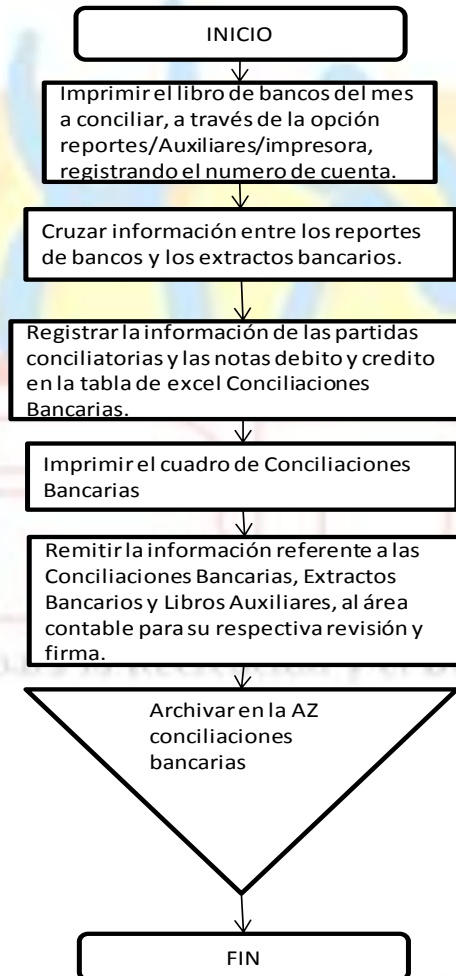 INICIO
Imprimir el libro de bancos del mes
a conciliar, a través de la opción
reportes/Auxiliares/impresora,
registrando el numero de cuenta.
Cruzar información entre los reportes
de bancos y los extractos bancarios.
Registrar la información de las partidas
conciliatorias y las notas debito y credito
en la tabla de excel Conciliaciones
Bancarias.
Imprimir el cuadro de Conciliaciones
Bancarias
Remitir la información referente a las
Conciliaciones Bancarias, Extractos
Bancarios y Libros Auxiliares, al área
contable para su respectiva revisión y
firma.
Archivar en la AZ
conciliaciones
bancarias
FIN